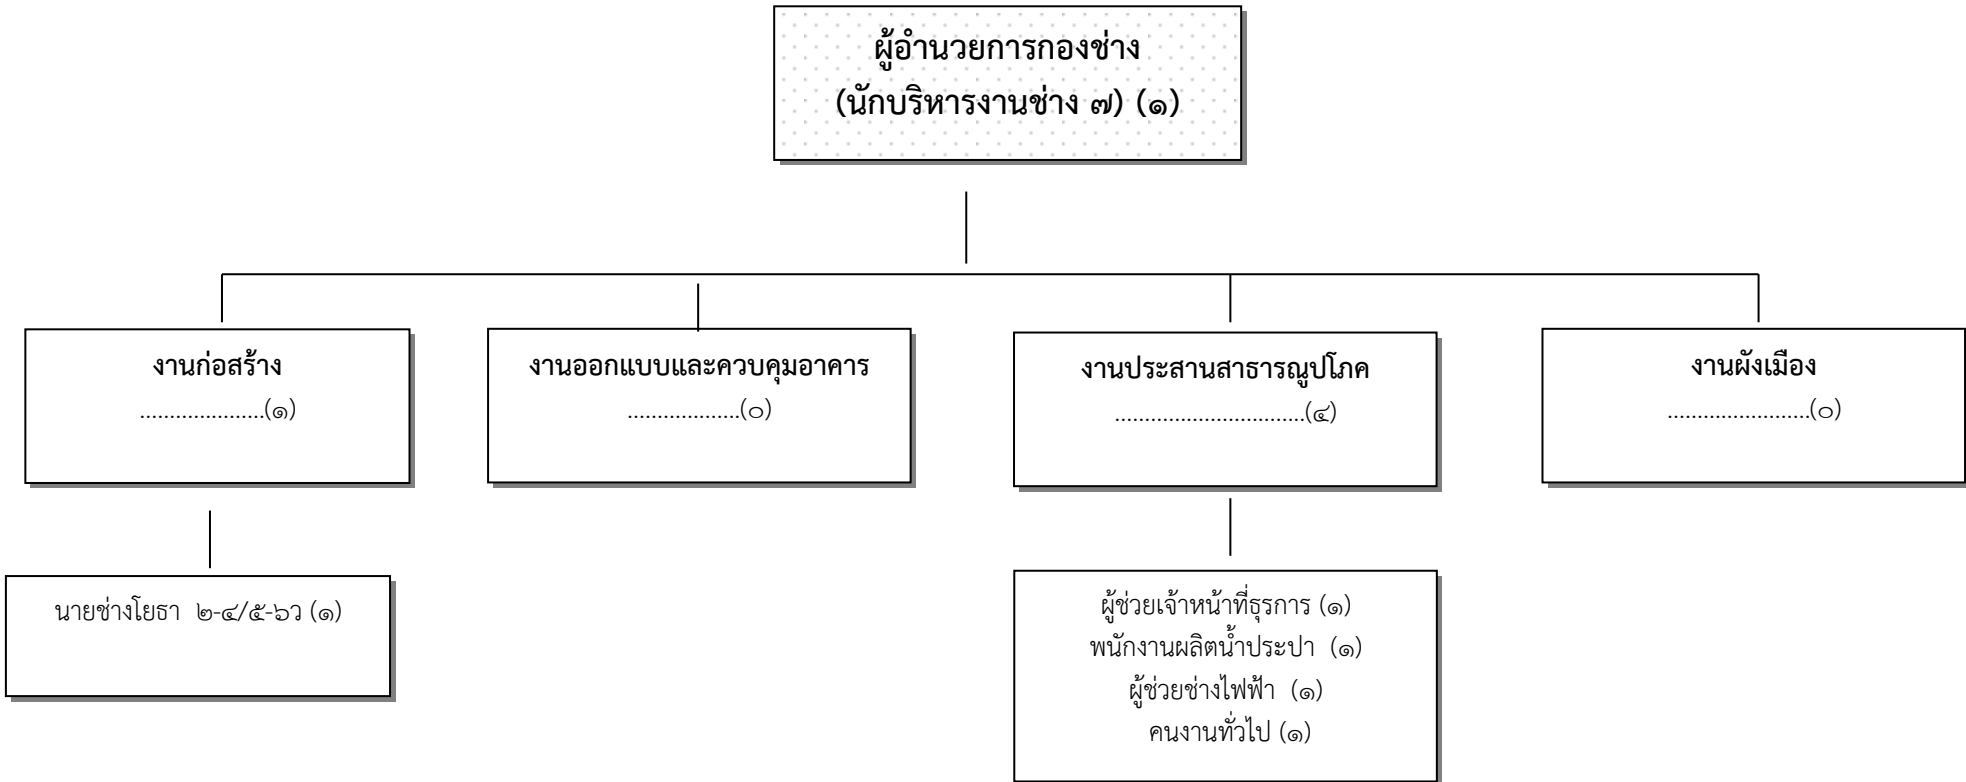 ผู้อำนวยการกองช่าง
(นักบริหารงานช่าง ๗) (๑)
งานก่อสร้าง
.....................(๑)
งานออกแบบและควบคุมอาคาร
...................(๐)
งานประสานสาธารณูปโภค
................................(๔)
งานผังเมือง
........................(๐)
นายช่างโยธา ๒-๔/๕-๖ว (๑)
ผู้ช่วยเจ้าหน้าที่ธุรการ (๑)
พนักงานผลิตน้ำประปา (๑)
ผู้ช่วยช่างไฟฟ้า (๑)
คนงานทั่วไป (๑)